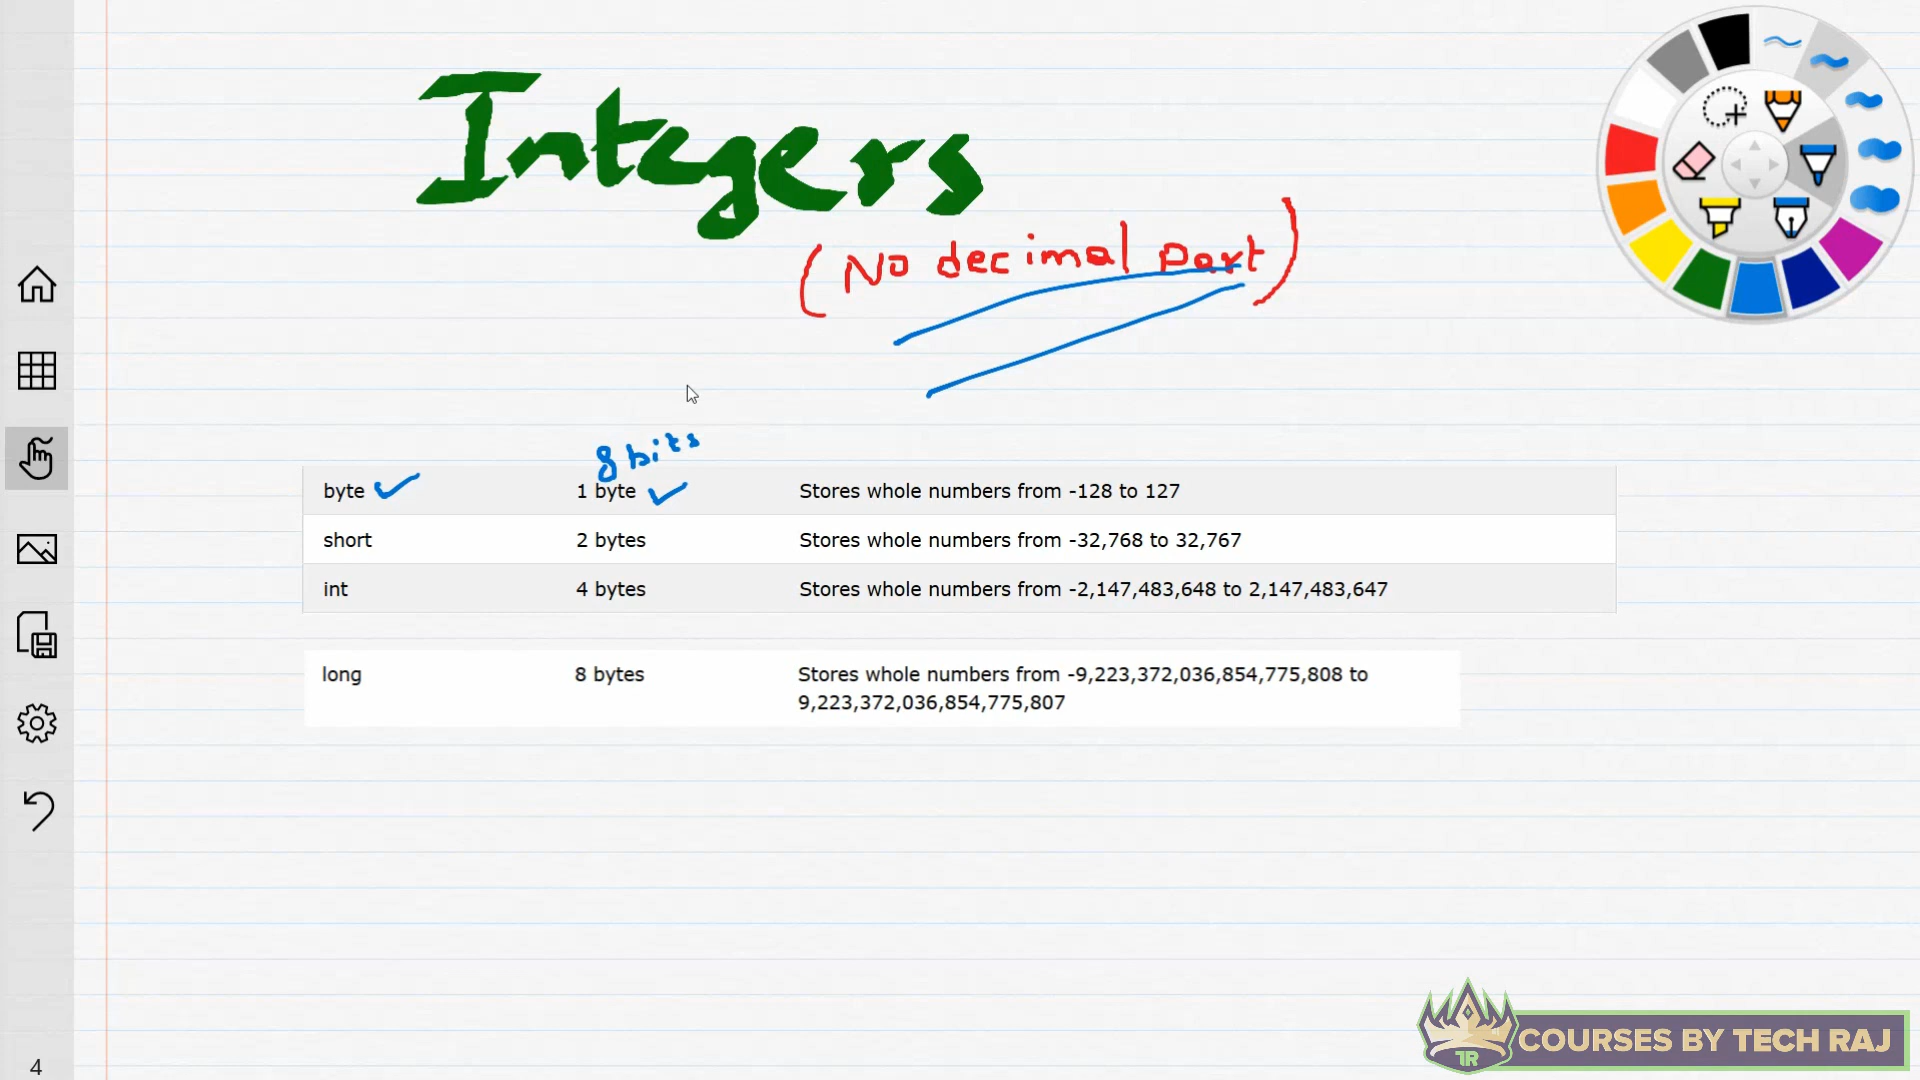 Integers
(No decimal part)
8 bits
byte 1 byte Stores whole numbers from -128 to 127
short 2 bytes Stores whole numbers from -32,768 to 32,767
int 4 bytes Stores whole numbers from -2,147,483,648 to 2,147,483,647
long 8 bytes Stores whole numbers from -9,223,372,036,854,775,808 to
9,223,372,036,854,775,807
TR
COURSES BY TECH RAJ
4